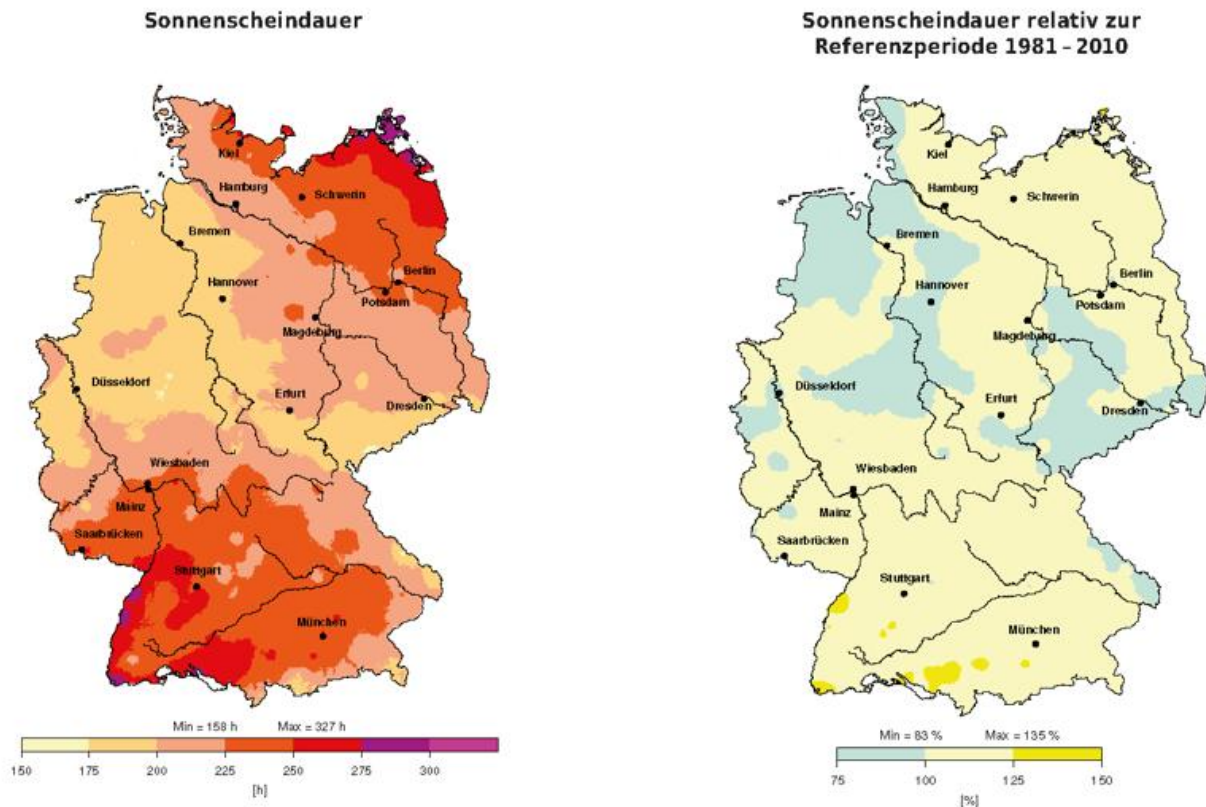 Sonnenscheindauer
Kiel
Hamburg
Schwerin
Bremen
Berlin
Hannover
Potsdam
Magdeburg
Düsseldorf
Erfurt
Dresden
Wiesbaden
Mainz
Saarbrücken
Stuttgart
München
Min = 158 h Max = 327 h
150 175 200 225 250 275 300
[h]
Sonnenscheindauer relativ zur
Referenzperiode 1981 – 2010
Kiel
Hamburg
Schwerin
Bremen
Berlin
Hannover
Potsdam
Magdeburg
Düsseldorf
Erfurt
Dresden
Wiesbaden
Mainz
Saarbrücken
Stuttgart
München
Min = 83 % Max = 135 %
75 100 125 150
[%]